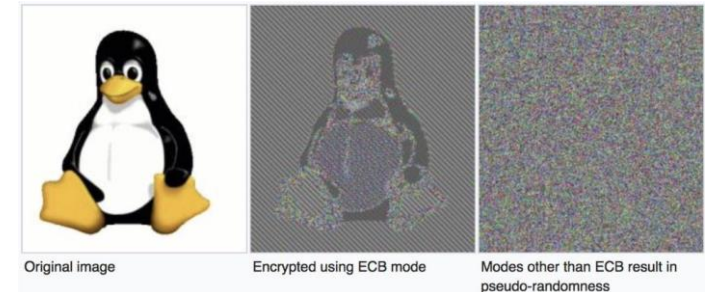 Original image
Encrypted using ECB mode
Modes other than ECB result in
pseudo-randomness